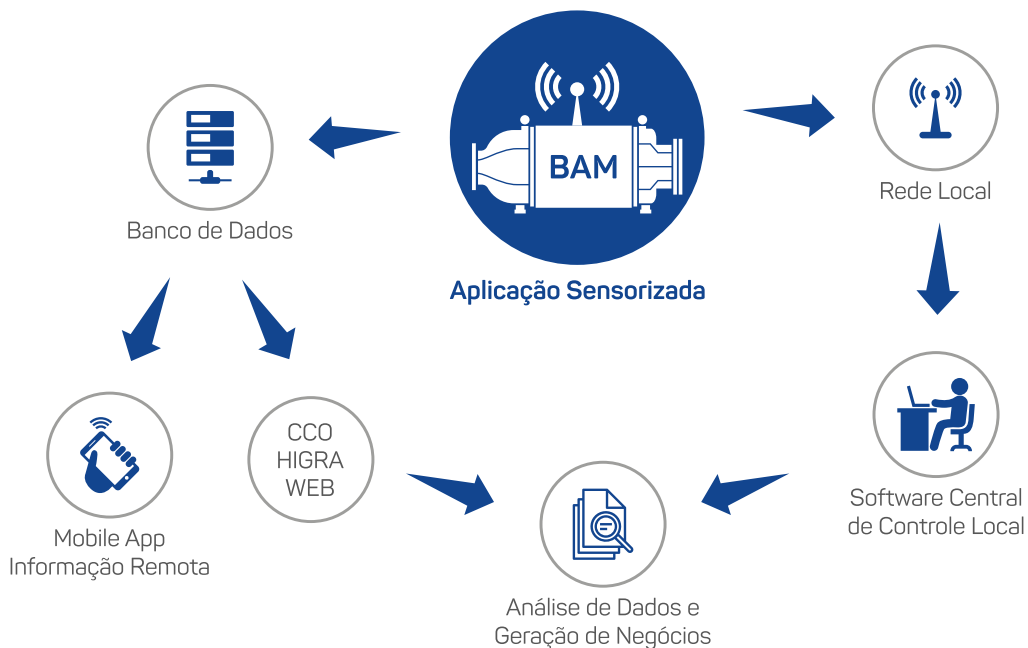 BAM
Aplicação Sensorizada
Banco de Dados
Rede Local
Mobile App
Informação Remota
CCO
HIGRA
WEB
Software Central
de Controle Local
Análise de Dados e
Geração de Negócios